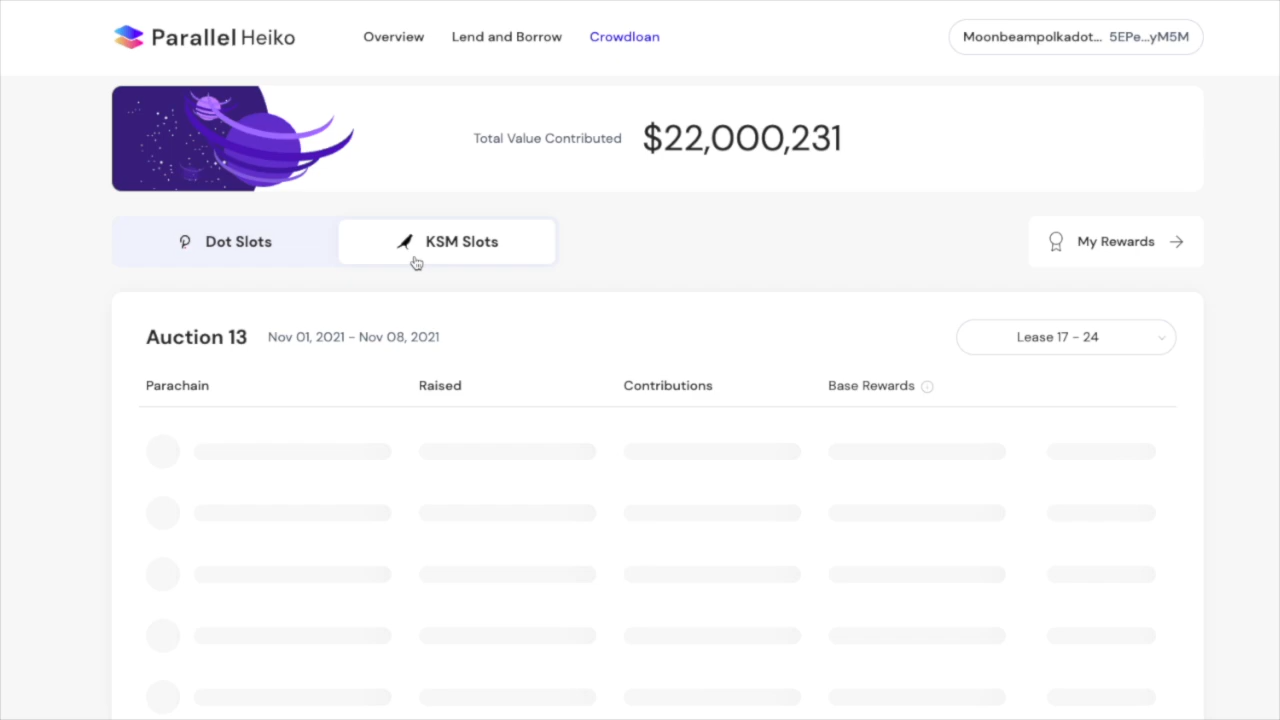 Parallel Heiko Overview Lend and Borrow Crowdloan Moonbeampolkadot... 5EPe...yM5M
Total Value Contributed $22,000,231
Dot Slots KSM Slots My Rewards
Auction 13 Nov 01, 2021 - Nov 08, 2021 Lease 17 - 24
Parachain Raised Contributions Base Rewards